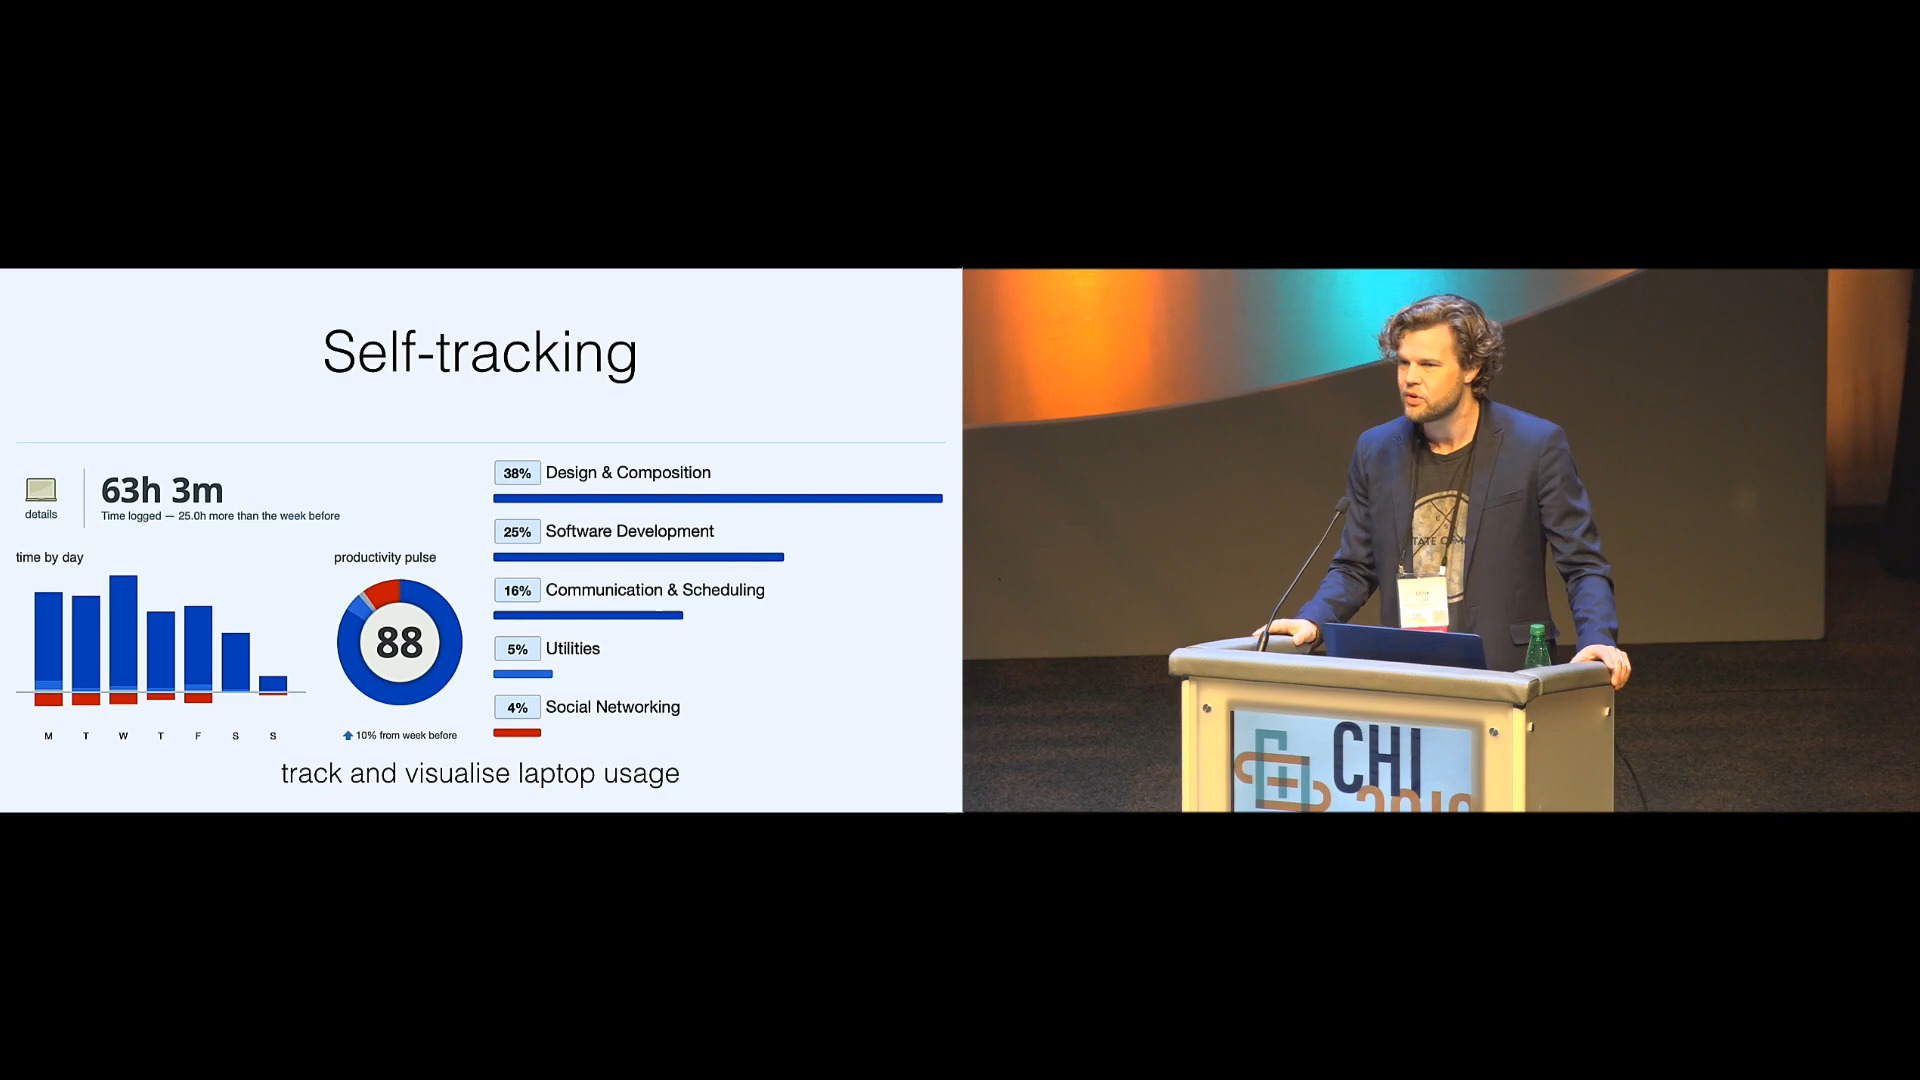 Self-tracking
details
63h 3m
Time logged — 25.0h more than the week before
time by day
M T W T F S S
productivity pulse
88
10% from week before
38% Design & Composition
25% Software Development
16% Communication & Scheduling
5% Utilities
4% Social Networking
track and visualise laptop usage
TATE OF
CHI